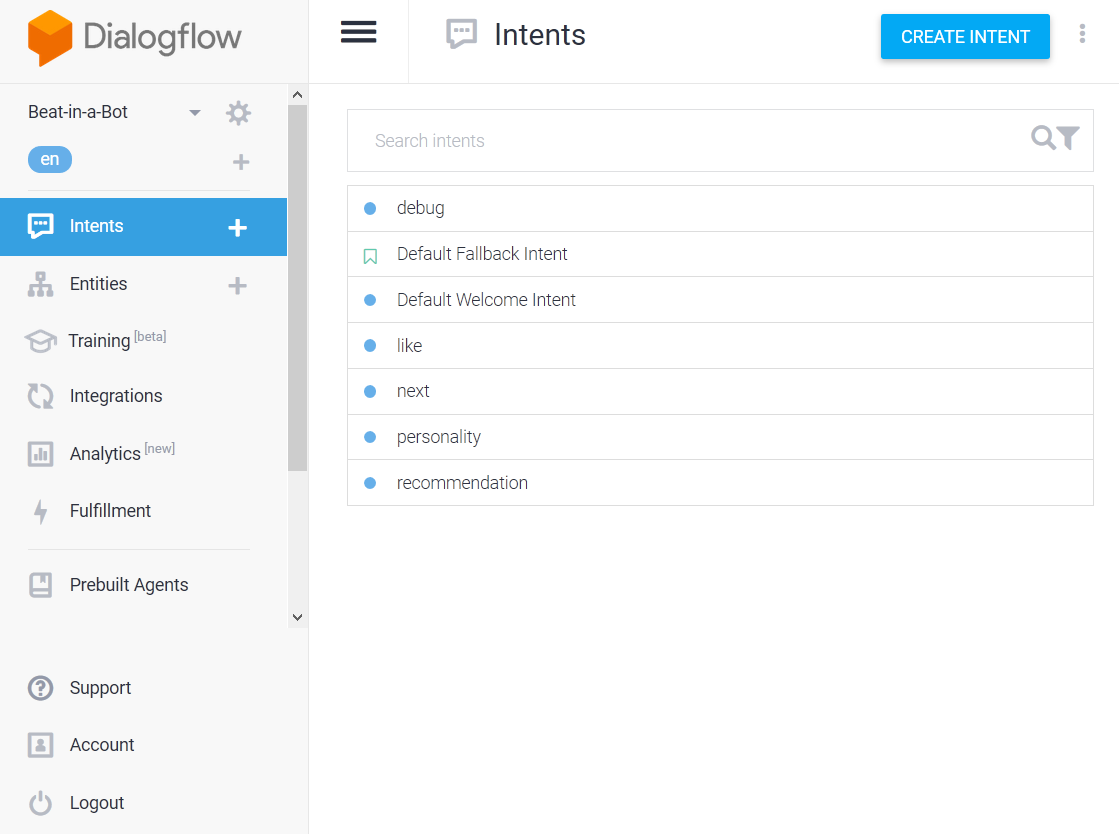 Dialogflow
Intents
CREATE INTENT
Beat-in-a-Bot
en
Intents
Entities
Training [beta]
Integrations
Analytics [new]
Fulfillment
Prebuilt Agents
Support
Account
Logout
Search intents
debug
Default Fallback Intent
Default Welcome Intent
like
next
personality
recommendation